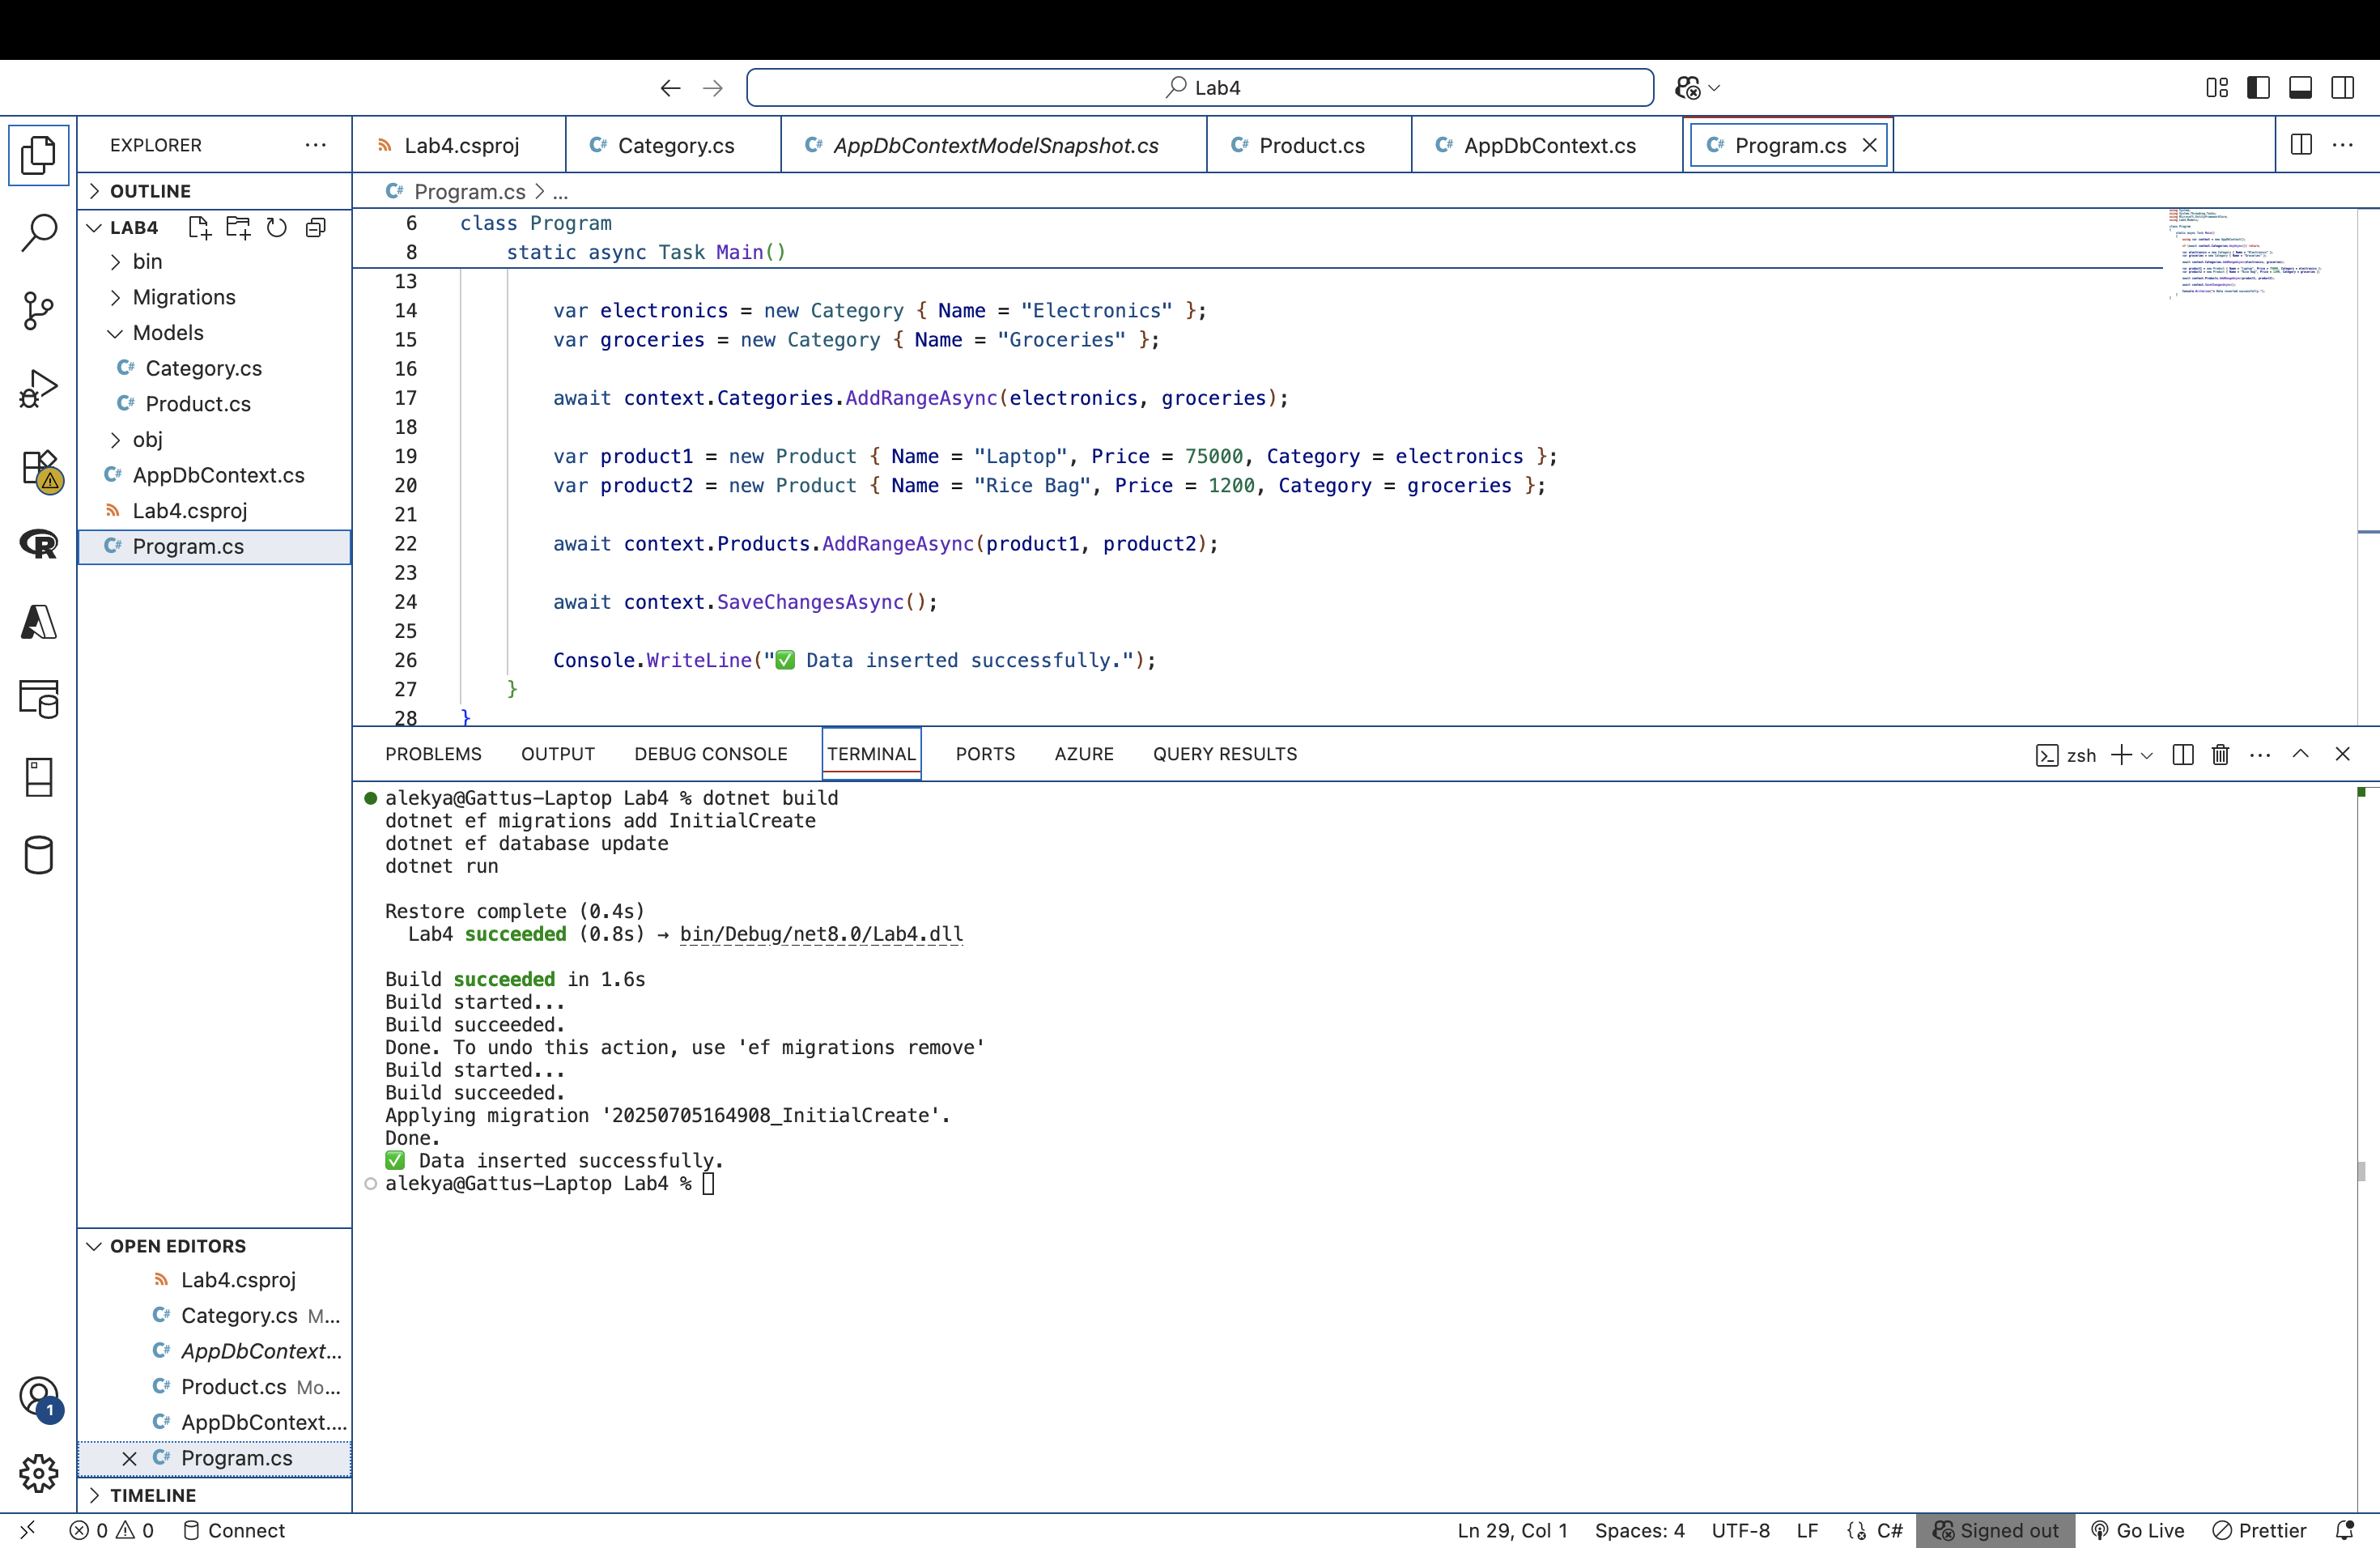 Lab4
EXPLORER
OUTLINE
LAB4
bin
Migrations
Models
Category.cs
Product.cs
obj
AppDbContext.cs
Lab4.csproj
Program.cs
Lab4.csproj
Category.cs
AppDbContextModelSnapshot.cs
Product.cs
AppDbContext.cs
Program.cs
Program.cs > ...
6 class Program
8 static async Task Main()
13
14 var electronics = new Category { Name = "Electronics" };
15 var groceries = new Category { Name = "Groceries" };
16
17 await context.Categories.AddRangeAsync(electronics, groceries);
18
19 var product1 = new Product { Name = "Laptop", Price = 75000, Category = electronics };
20 var product2 = new Product { Name = "Rice Bag", Price = 1200, Category = groceries };
21
22 await context.Products.AddRangeAsync(product1, product2);
23
24 await context.SaveChangesAsync();
25
26 Console.WriteLine("✅ Data inserted successfully.");
27 }
28 }
PROBLEMS OUTPUT DEBUG CONSOLE TERMINAL PORTS AZURE QUERY RESULTS
zsh
alekya@Gattus-Laptop Lab4 % dotnet build
dotnet ef migrations add InitialCreate
dotnet ef database update
dotnet run
Restore complete (0.4s)
Lab4 succeeded (0.8s) → bin/Debug/net8.0/Lab4.dll
Build succeeded in 1.6s
Build started...
Build succeeded.
Done. To undo this action, use 'ef migrations remove'
Build started...
Build succeeded.
Applying migration '20250705164908_InitialCreate'.
Done.
✅ Data inserted successfully.
alekya@Gattus-Laptop Lab4 %
OPEN EDITORS
Lab4.csproj
Category.cs M...
AppDbContext...
Product.cs Mo...
AppDbContext....
Program.cs
TIMELINE
1
0 0 Connect
Ln 29, Col 1 Spaces: 4 UTF-8 LF C# Signed out Go Live Prettier